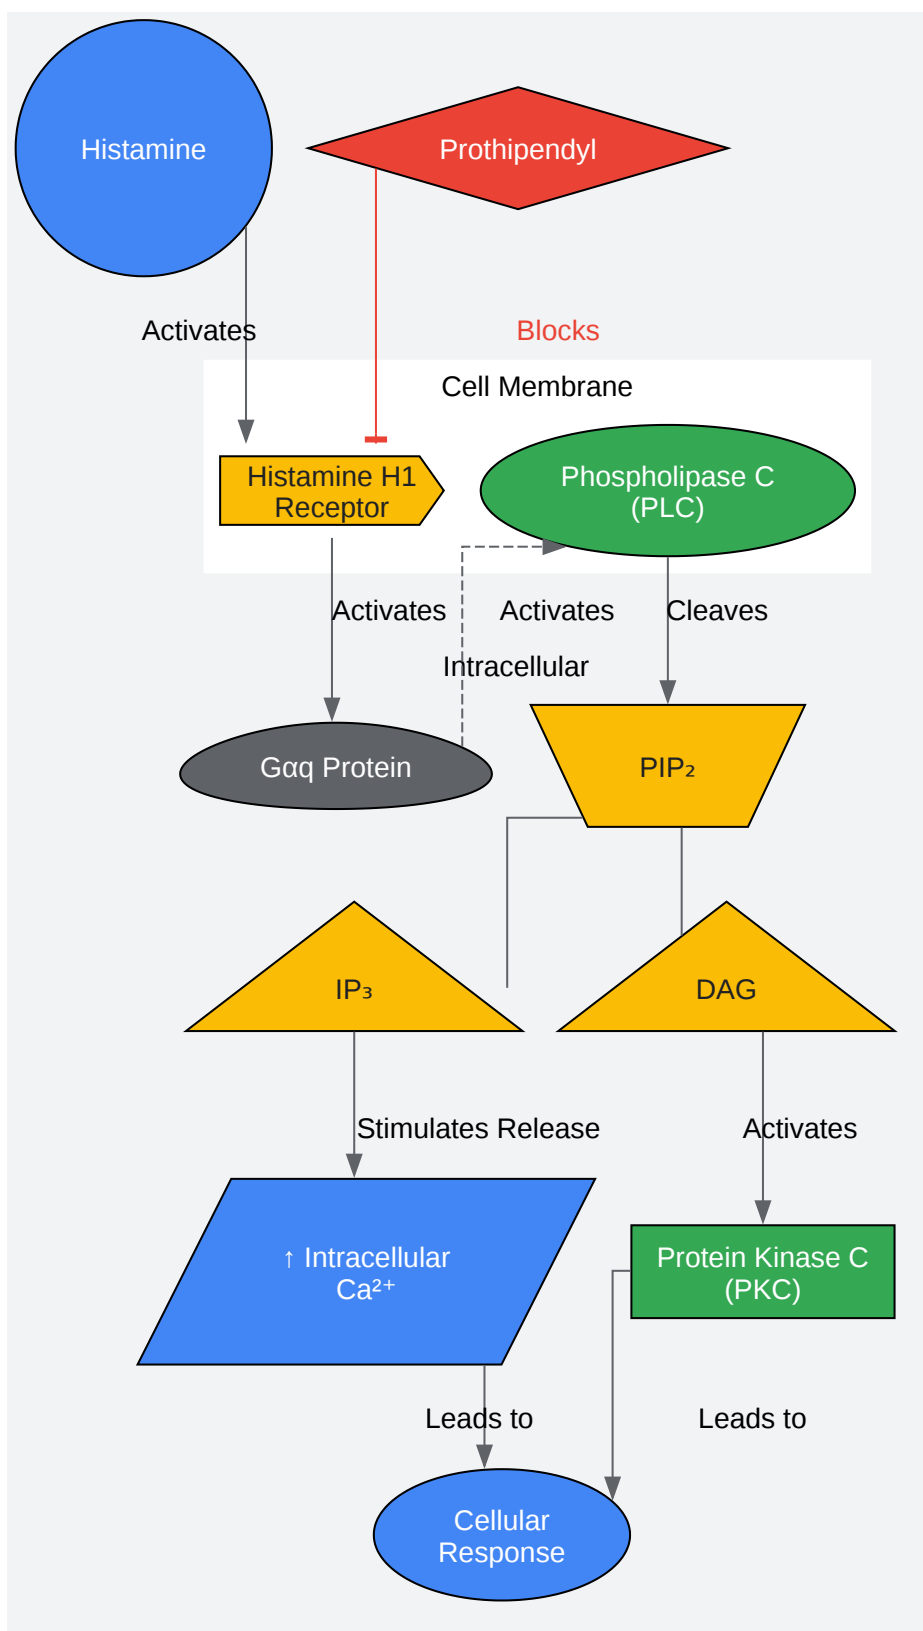 Histamine
Prothipendyl
Activates
Blocks
Cell Membrane
Histamine H1
Receptor
Phospholipase C
(PLC)
Activates
Activates
Cleaves
Intracellular
Gαq Protein
PIP₂
IP₃
DAG
Stimulates Release
Activates
↑ Intracellular
Ca²⁺
Protein Kinase C
(PKC)
Leads to
Leads to
Cellular
Response